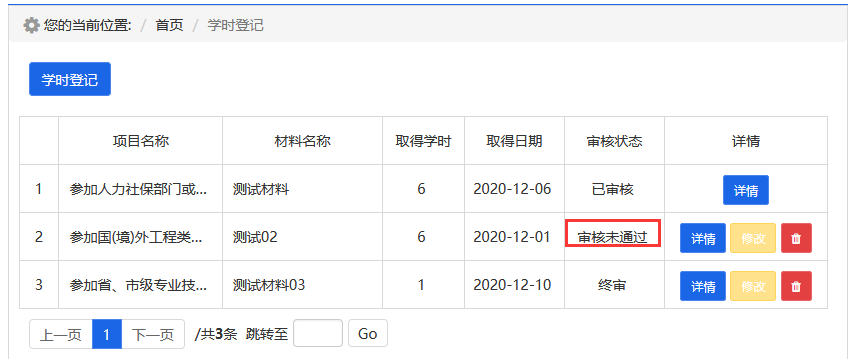 您的当前位置: / 首页 / 学时登记
学时登记
项目名称 材料名称 取得学时 取得日期 审核状态 详情
1 参加人力社保部门或... 测试材料 6 2020-12-06 已审核 详情
2 参加国(境)外工程类... 测试02 6 2020-12-01 审核未通过 详情 修改
3 参加省、市级专业技... 测试材料03 1 2020-12-10 终审 详情 修改
上一页 1 下一页 /共3条 跳转至 Go